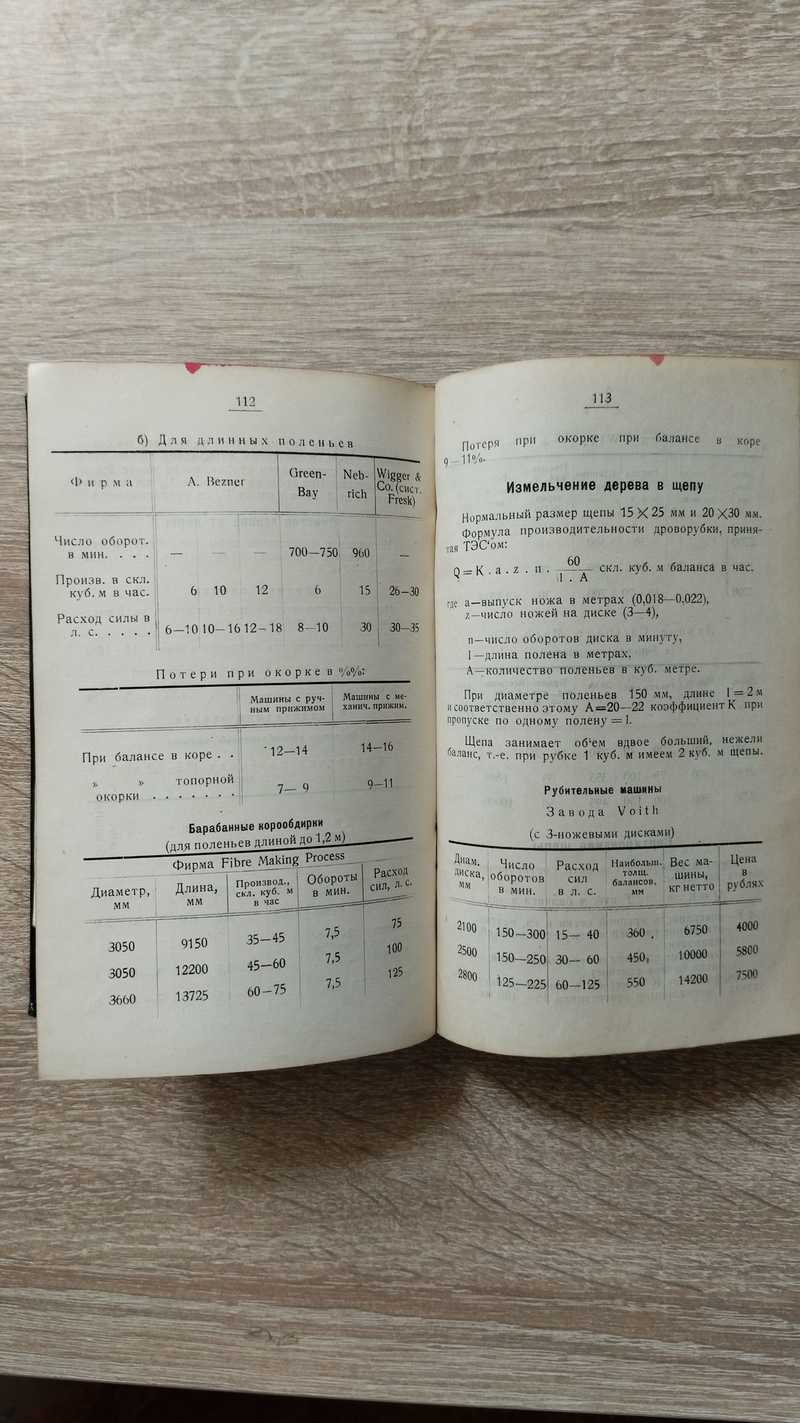 112
б) Для длинных поленьев
Фирма A. Bezner Green-Bay Neb-rich Wigger & Co. (сист. Fresk)
Число оборот.
в мин. . . . — — 700—750 960 —
Произв. в скл.
куб. м в час. 6 10 12 6 15 26—30
Расход силы в
л. с. . . . . 6—10 10—16 12—18 8—10 30 30—35
Потери при окорке в %%:
Машины с руч- Машины с ме-
ным прижимом ханич. прижим.
При балансе в коре . . 12—14 14—16
„ „ топорной
окорки . . . . . . . 7— 9 9—11
Барабанные корообдирки
(для поленьев длиной до 1,2 м)
Фирма Fibre Making Process
Диаметр, мм Длина, мм Производ., скл. куб. м в час Обороты в мин. Расход сил, л. с.
3050 9150 35—45 7,5 75
3050 12200 45—60 7,5 100
3660 13725 60—75 7,5 125
113
Потеря при окорке при балансе в коре
9—11%.
Измельчение дерева в щепу
Нормальный размер щепы 15 × 25 мм и 20 × 30 мм.
Формула производительности дроворубки, приня-
тая ТЭС'ом:
Q = K . a . z . n . 60 / l . A скл. куб. м баланса в час.
где a—выпуск ножа в метрах (0,018—0,022),
z—число ножей на диске (3—4),
n—число оборотов диска в минуту,
l—длина полена в метрах,
A—количество поленьев в куб. метре.
При диаметре поленьев 150 мм, длине l = 2 м
и соответственно этому A=20—22 коэффициент K при
пропуске по одному полену = 1.
Щепа занимает об'ем вдвое больший, нежели
баланс, т.-е. при рубке 1 куб. м имеем 2 куб. м щепы.
Рубительные машины
Завода Voith
(с 3-ножевыми дисками)
Диам. диска, мм Число оборотов в мин. Расход сил в л. с. Наибольш. толщ. балансов, мм Вес ма-шины, кг нетто Цена в рублях
2100 150—300 15— 40 360 6750 4000
2500 150—250 30— 60 450 10000 5800
2800 125—225 60—125 550 14200 7500